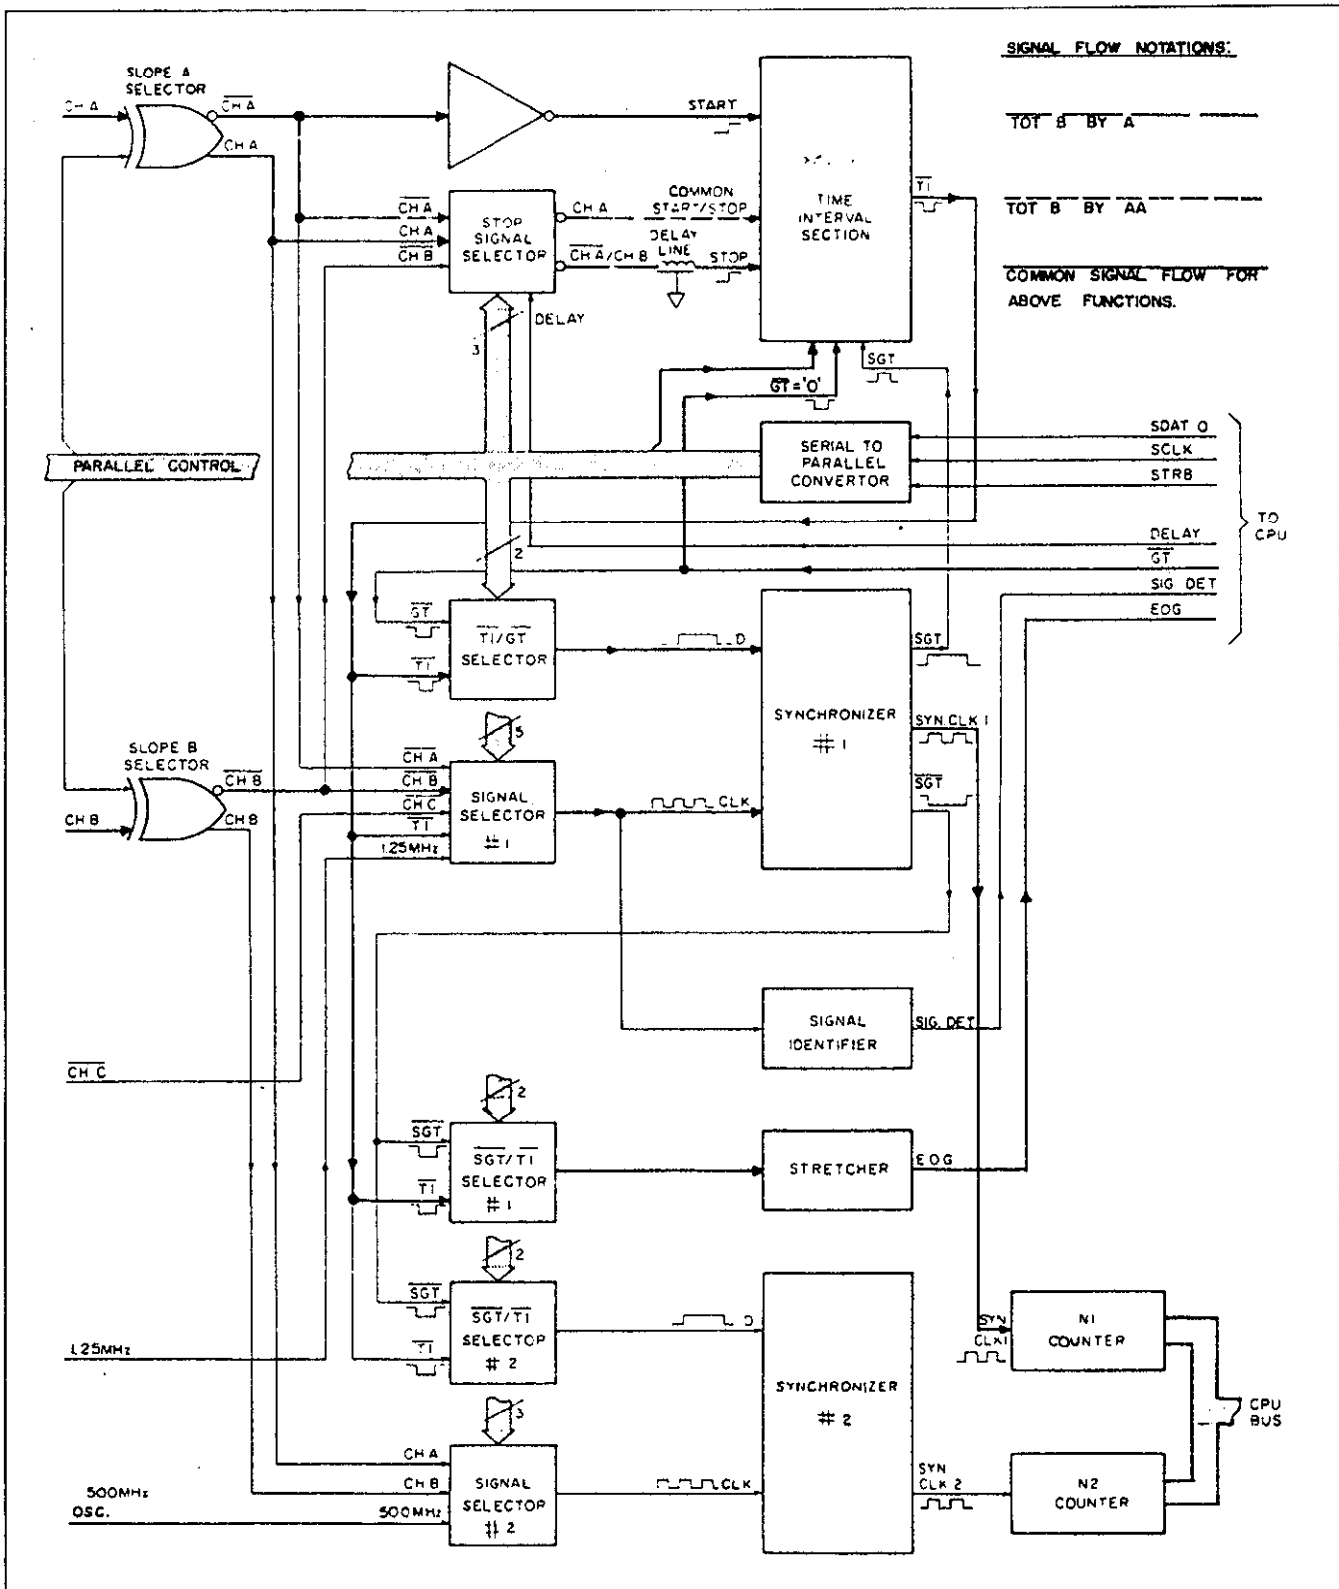 SIGNAL FLOW NOTATIONS:
TOT B BY A
TOT B BY AA
COMMON SIGNAL FLOW FOR
ABOVE FUNCTIONS.
SLOPE A
SELECTOR
CH A
CH A
CH A
START
STOP
SIGNAL
SELECTOR
CH A
CH A
CH B
CH A
COMMON
START/STOP
CH A/CH B
DELAY
LINE
STOP
TIME
INTERVAL
SECTION
TI
3
DELAY
SGT
GT='0'
PARALLEL CONTROL
SERIAL TO
PARALLEL
CONVERTOR
SDAT O
SCLK
STRB
TO
CPU
DELAY
GT
SIG DET
EOG
2
GT
TI
TI/GT
SELECTOR
D
SYNCHRONIZER
# 1
SGT
SYN.CLK 1
SGT
5
SLOPE B
SELECTOR
CH B
CH B
CH B
CH A
CH B
CH C
TI
1.25MHz
SIGNAL
SELECTOR
# 1
CLK
SIGNAL
IDENTIFIER
SIG. DET
CH C
2
SGT
TI
SGT/TI
SELECTOR
# 1
STRETCHER
EOG
2
SGT
TI
SGT/TI
SELECTOR
# 2
D
SYNCHRONIZER
# 2
SYN
CLK1
N1
COUNTER
1.25MHz
3
CPU
BUS
CH A
CH B
500MHz
SIGNAL
SELECTOR
# 2
CLK
SYN
CLK 2
N2
COUNTER
500MHz
OSC.